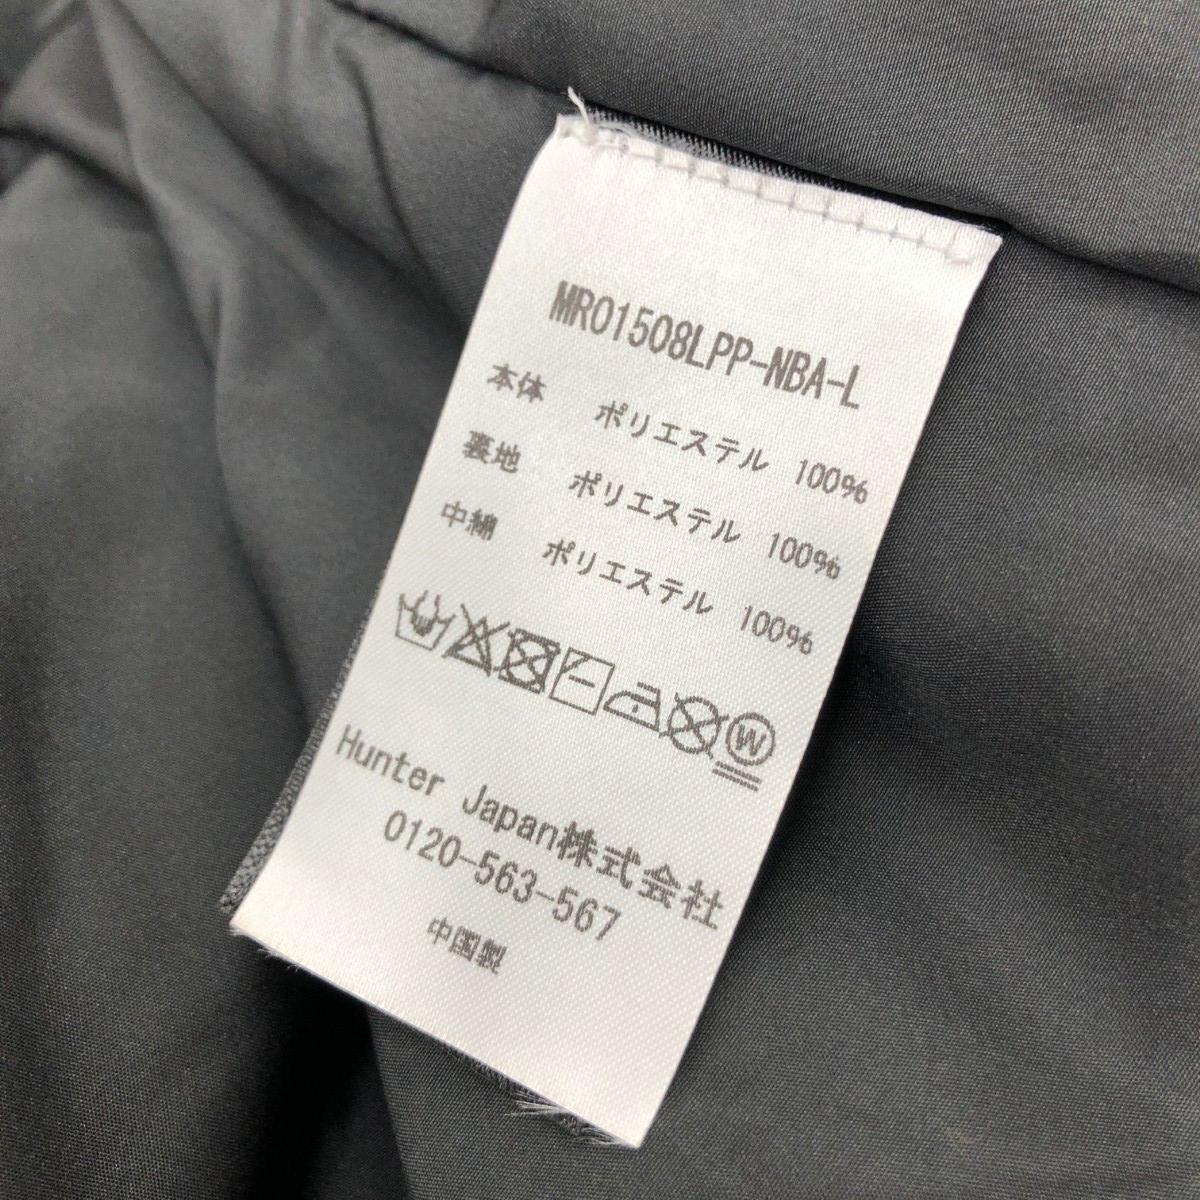 MRO1508LPP-NBA-L
本体 ポリエステル 100%
裏地 ポリエステル 100%
中綿 ポリエステル 100%
W
Hunter Japan株式会社
0120-563-567
中国製